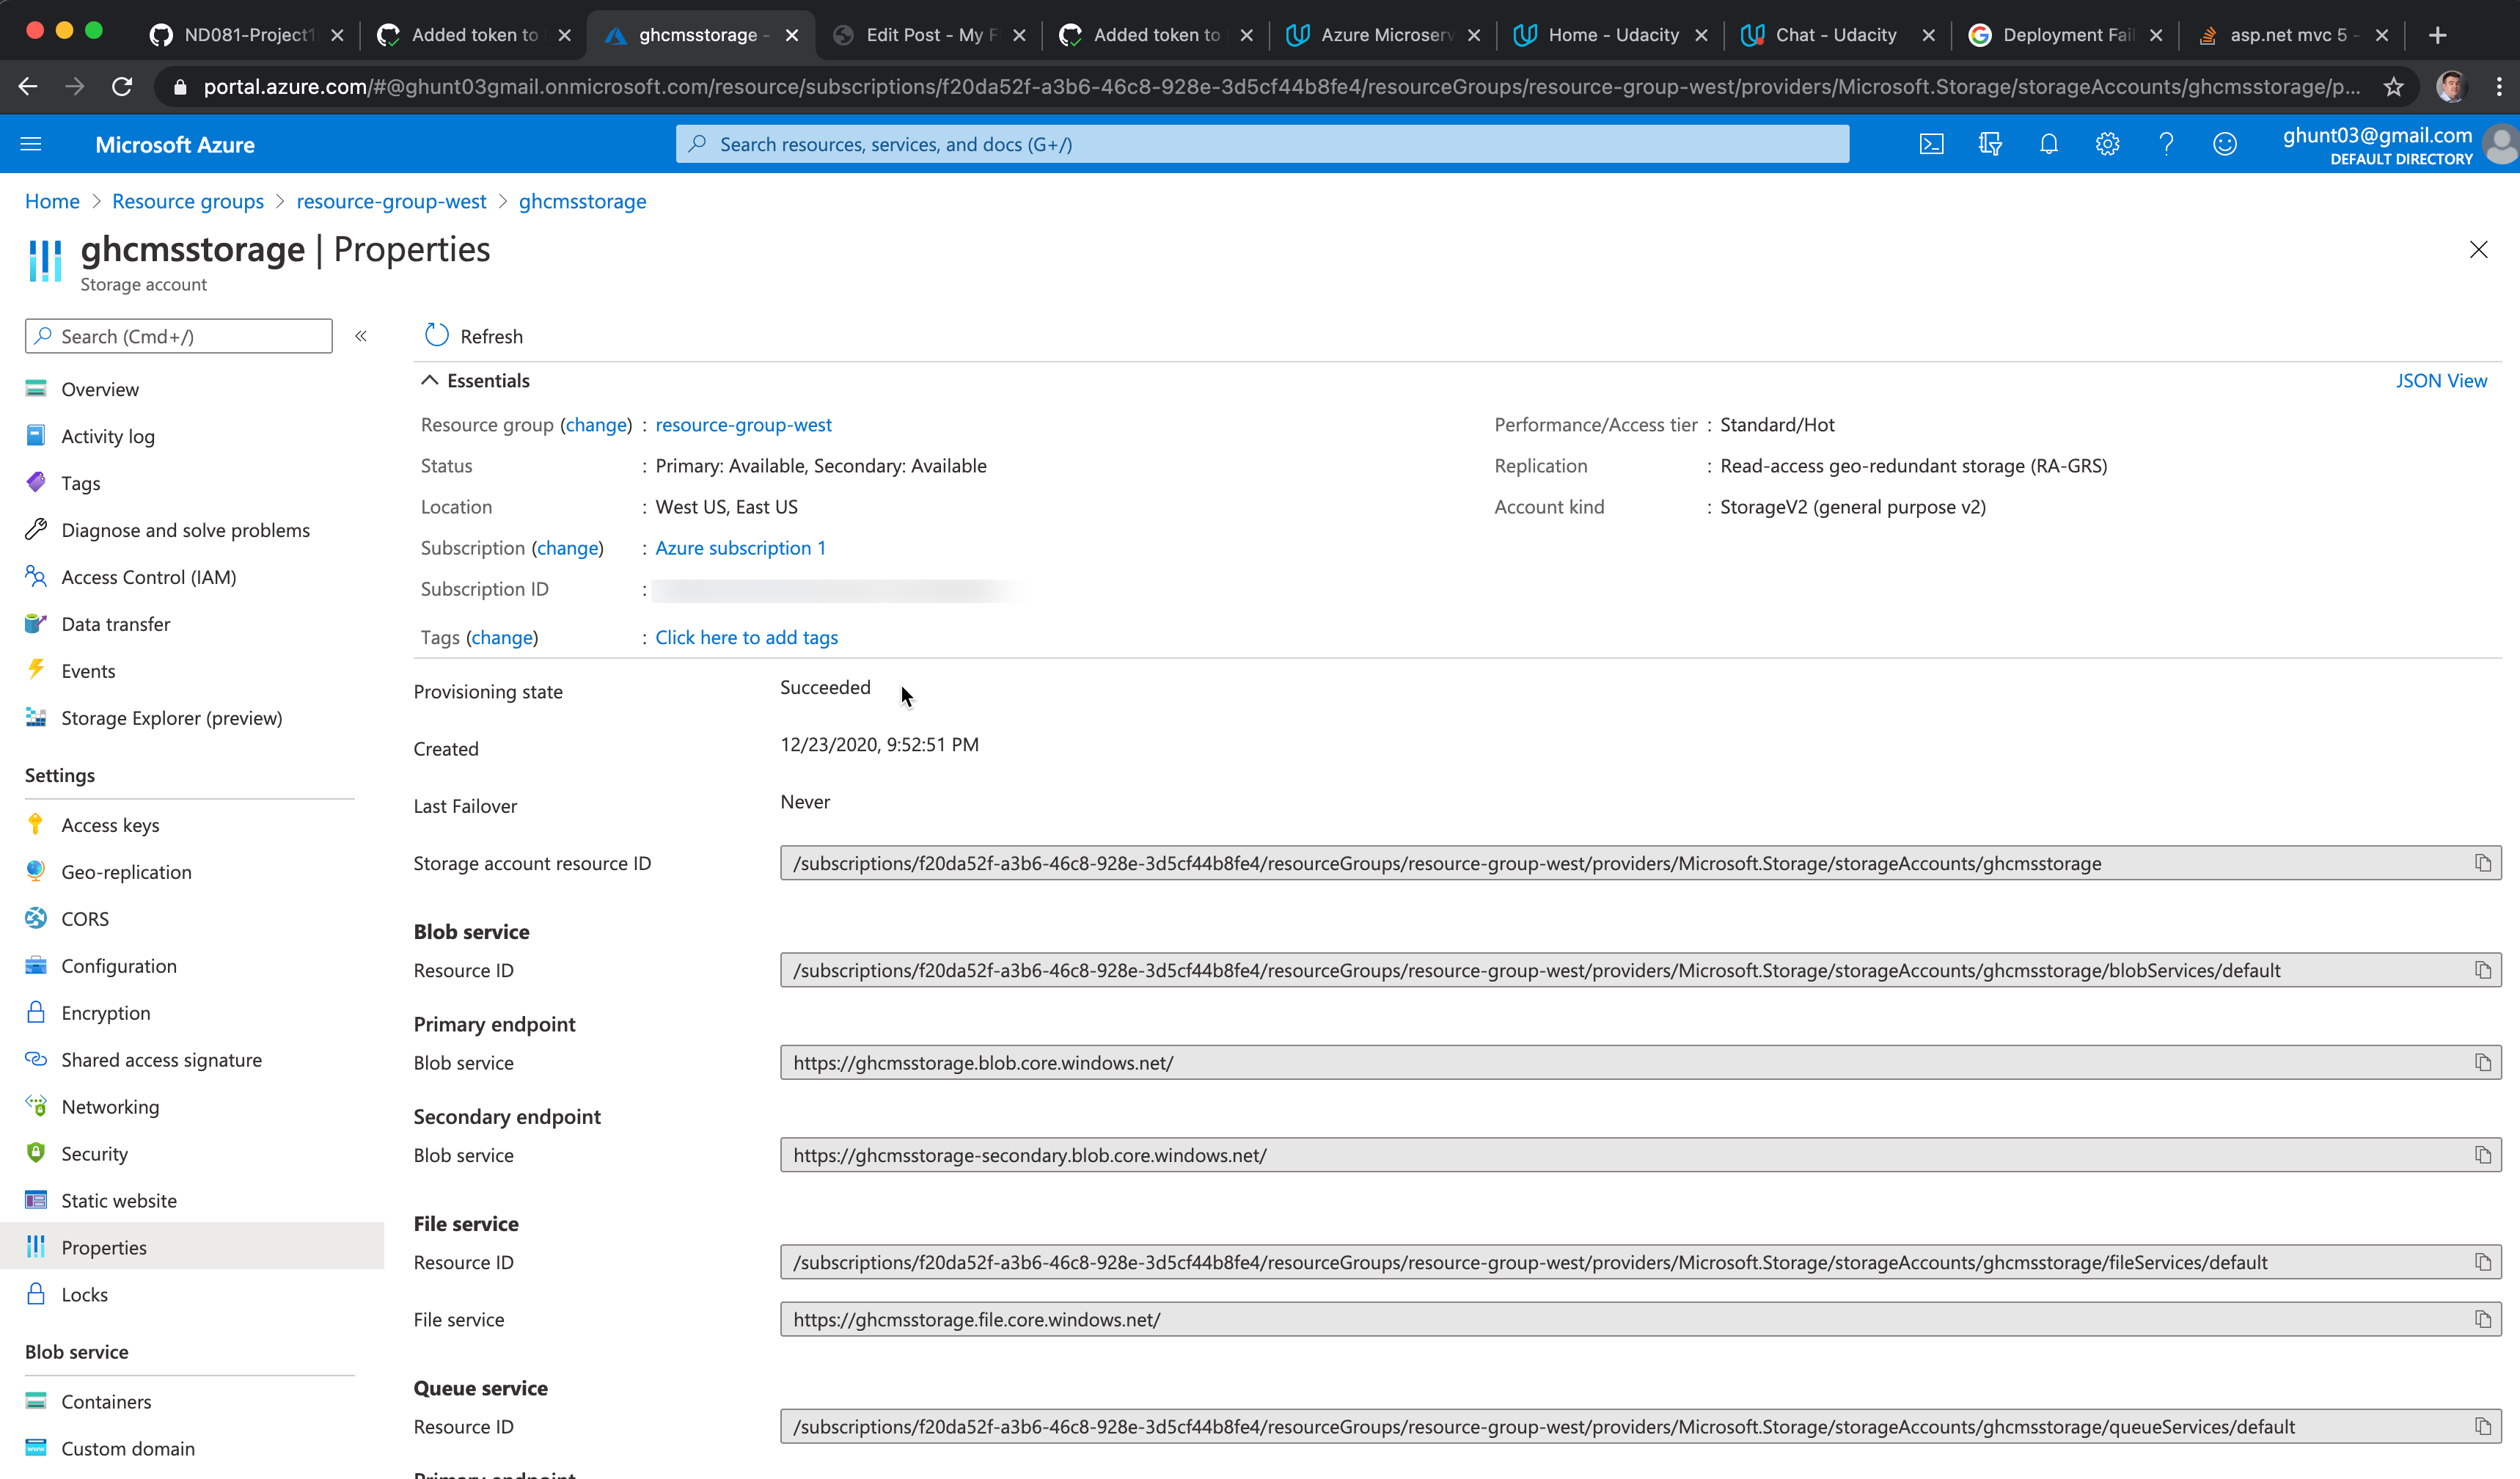 ND081-Project1
Added token to
ghcmsstorage -
Edit Post - My F
Added token to
Azure Microserv
Home - Udacity
Chat - Udacity
Deployment Fail
asp.net mvc 5 -
portal.azure.com/#@ghunt03gmail.onmicrosoft.com/resource/subscriptions/f20da52f-a3b6-46c8-928e-3d5cf44b8fe4/resourceGroups/resource-group-west/providers/Microsoft.Storage/storageAccounts/ghcmsstorage/p...
Microsoft Azure
Search resources, services, and docs (G+/)
ghunt03@gmail.com
DEFAULT DIRECTORY
Home > Resource groups > resource-group-west > ghcmsstorage
ghcmsstorage | Properties
Storage account
Search (Cmd+/)
«
Overview
Activity log
Tags
Diagnose and solve problems
Access Control (IAM)
Data transfer
Events
Storage Explorer (preview)
Settings
Access keys
Geo-replication
CORS
Configuration
Encryption
Shared access signature
Networking
Security
Static website
Properties
Locks
Blob service
Containers
Custom domain
Refresh
Essentials
JSON View
Resource group (change) : resource-group-west
Status : Primary: Available, Secondary: Available
Location : West US, East US
Subscription (change) : Azure subscription 1
Subscription ID :
Tags (change) : Click here to add tags
Performance/Access tier : Standard/Hot
Replication : Read-access geo-redundant storage (RA-GRS)
Account kind : StorageV2 (general purpose v2)
Provisioning state Succeeded
Created 12/23/2020, 9:52:51 PM
Last Failover Never
Storage account resource ID /subscriptions/f20da52f-a3b6-46c8-928e-3d5cf44b8fe4/resourceGroups/resource-group-west/providers/Microsoft.Storage/storageAccounts/ghcmsstorage
Blob service
Resource ID /subscriptions/f20da52f-a3b6-46c8-928e-3d5cf44b8fe4/resourceGroups/resource-group-west/providers/Microsoft.Storage/storageAccounts/ghcmsstorage/blobServices/default
Primary endpoint
Blob service https://ghcmsstorage.blob.core.windows.net/
Secondary endpoint
Blob service https://ghcmsstorage-secondary.blob.core.windows.net/
File service
Resource ID /subscriptions/f20da52f-a3b6-46c8-928e-3d5cf44b8fe4/resourceGroups/resource-group-west/providers/Microsoft.Storage/storageAccounts/ghcmsstorage/fileServices/default
File service https://ghcmsstorage.file.core.windows.net/
Queue service
Resource ID /subscriptions/f20da52f-a3b6-46c8-928e-3d5cf44b8fe4/resourceGroups/resource-group-west/providers/Microsoft.Storage/storageAccounts/ghcmsstorage/queueServices/default
Primary endpoint